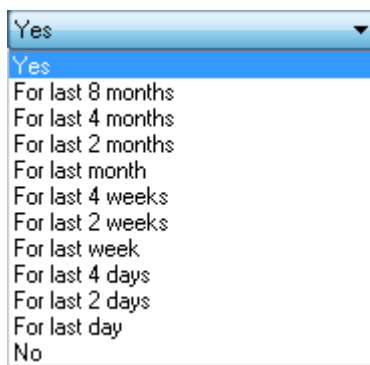 Yes
Yes
For last 8 months
For last 4 months
For last 2 months
For last month
For last 4 weeks
For last 2 weeks
For last week
For last 4 days
For last 2 days
For last day
No